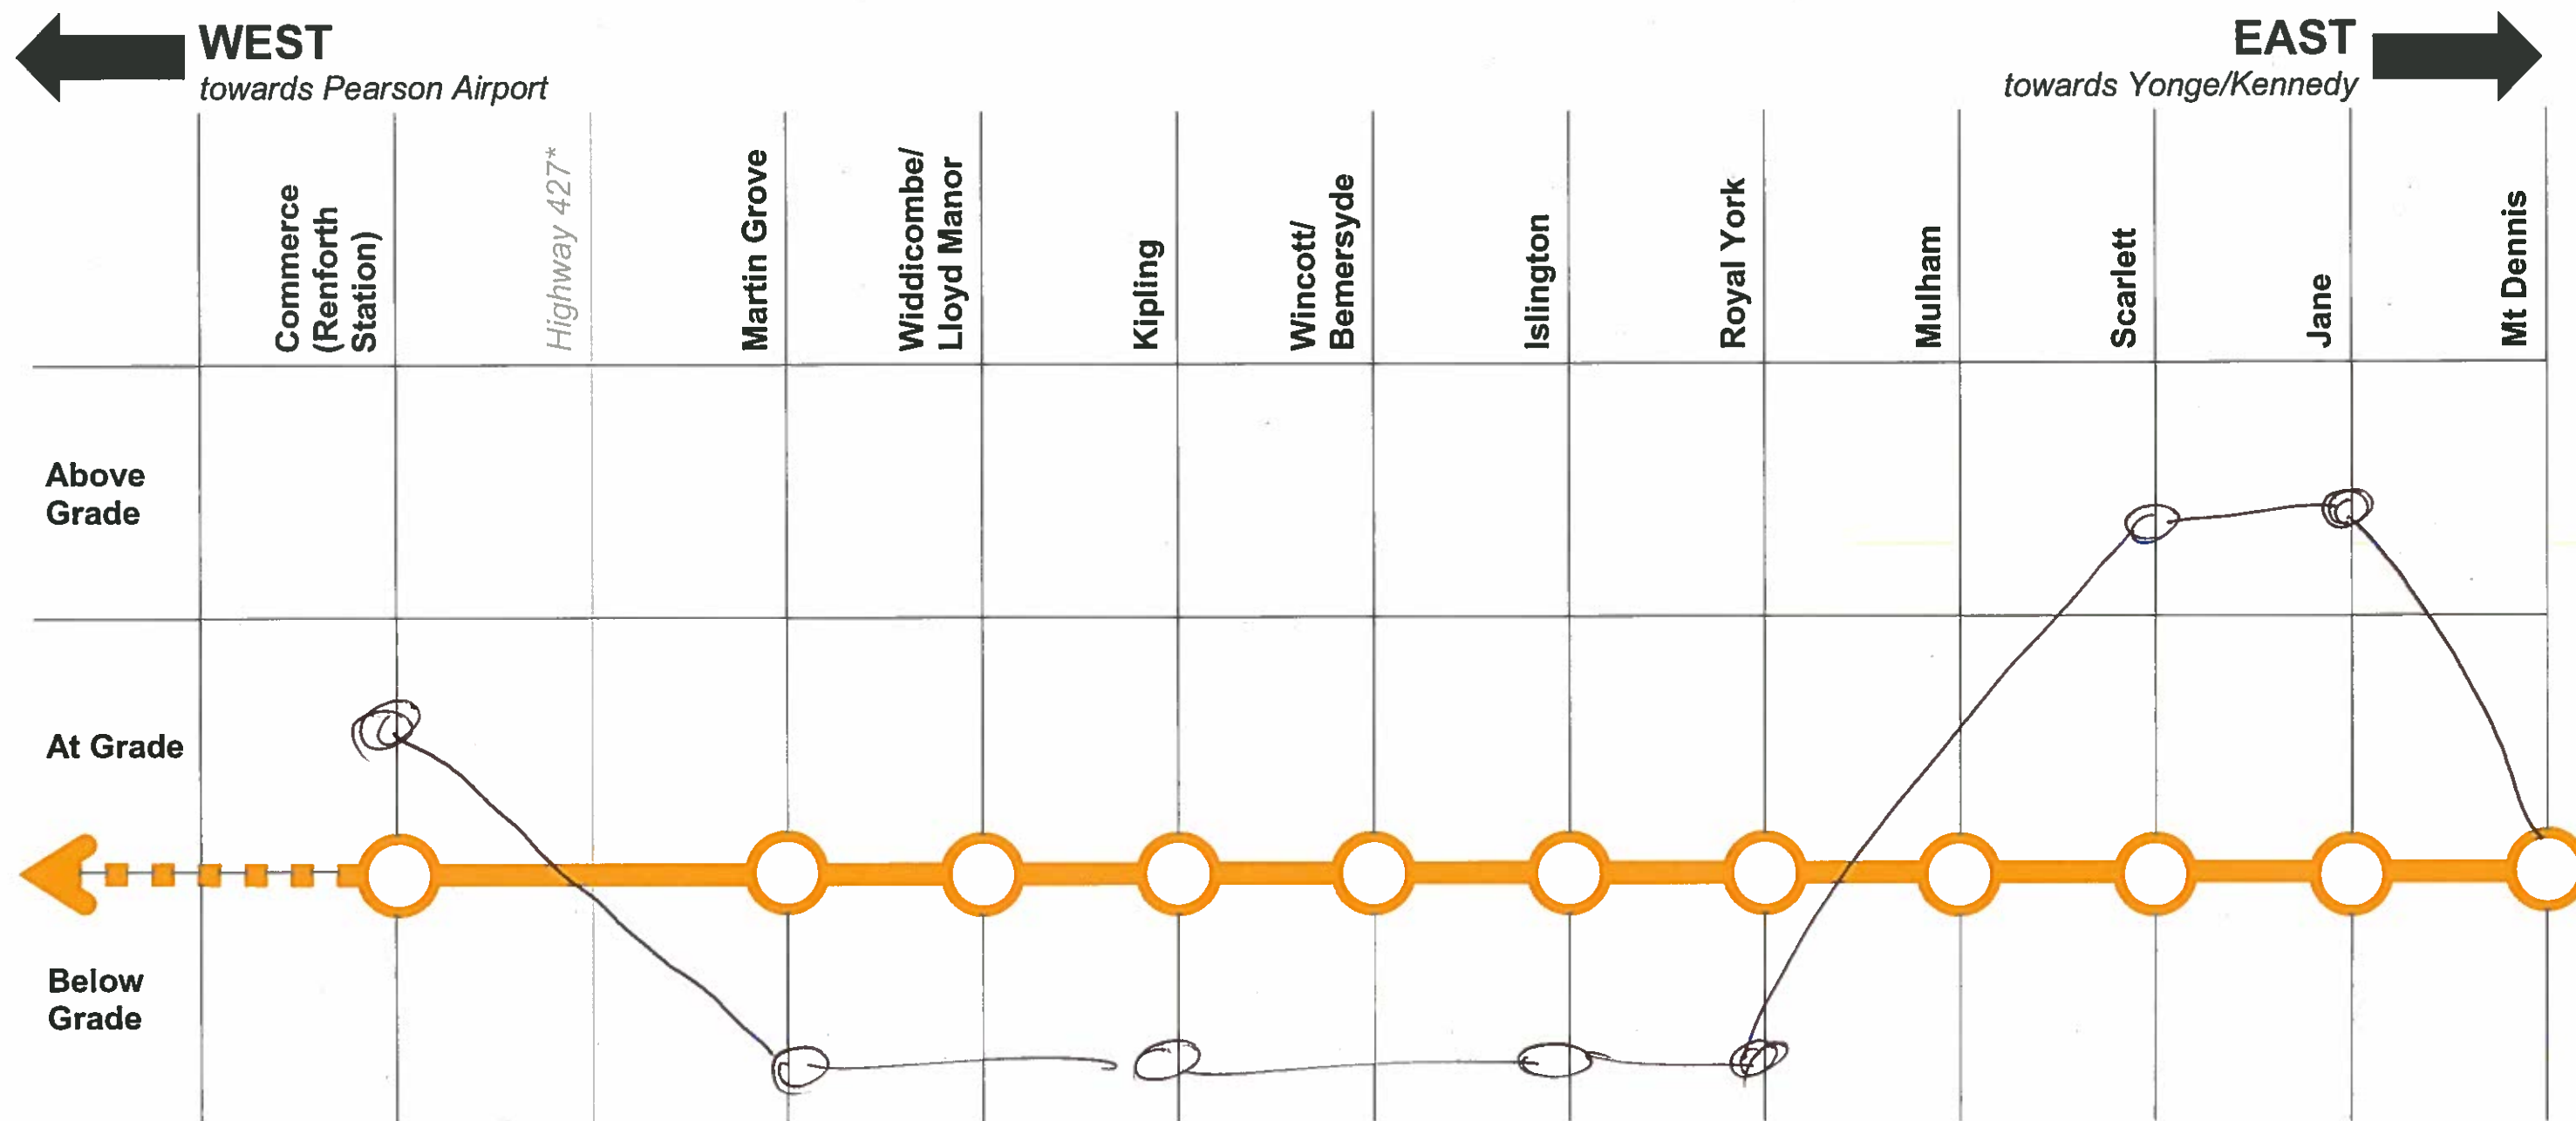 WEST
towards Pearson Airport
EAST
towards Yonge/Kennedy
Commerce
(Renforth
Station)
Highway 427*
Martin Grove
Widdicombe/
Lloyd Manor
Kipling
Wincott/
Bemersyde
Islington
Royal York
Mulham
Scarlett
Jane
Mt Dennis
Above
Grade
At Grade
Below
Grade